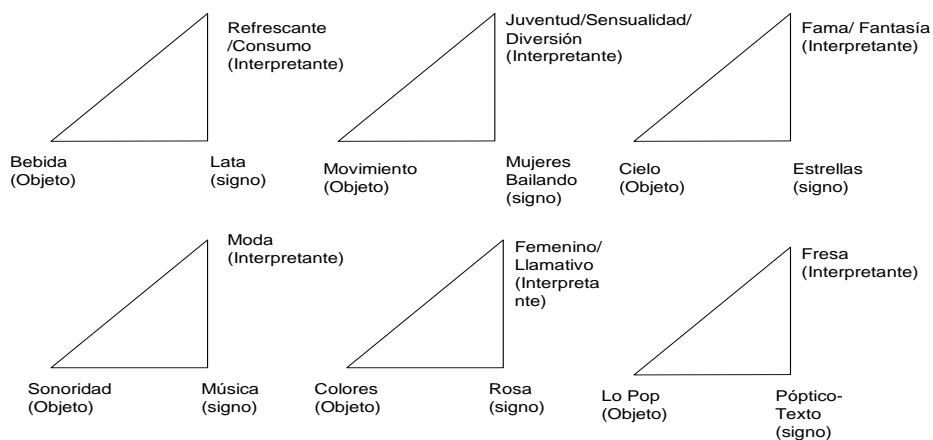 Refrescante
/Consumo
(Interpretante)
Bebida
(Objeto)
Lata
(signo)
Juventud/Sensualidad/
Diversión
(Interpretante)
Movimiento
(Objeto)
Mujeres
Bailando
(signo)
Fama/ Fantasía
(Interpretante)
Cielo
(Objeto)
Estrellas
(signo)
Moda
(Interpretante)
Sonoridad
(Objeto)
Música
(signo)
Femenino/
Llamativo
(Interpreta
nte)
Colores
(Objeto)
Rosa
(signo)
Fresa
(Interpretante)
Lo Pop
(Objeto)
Póptico-
Texto
(signo)